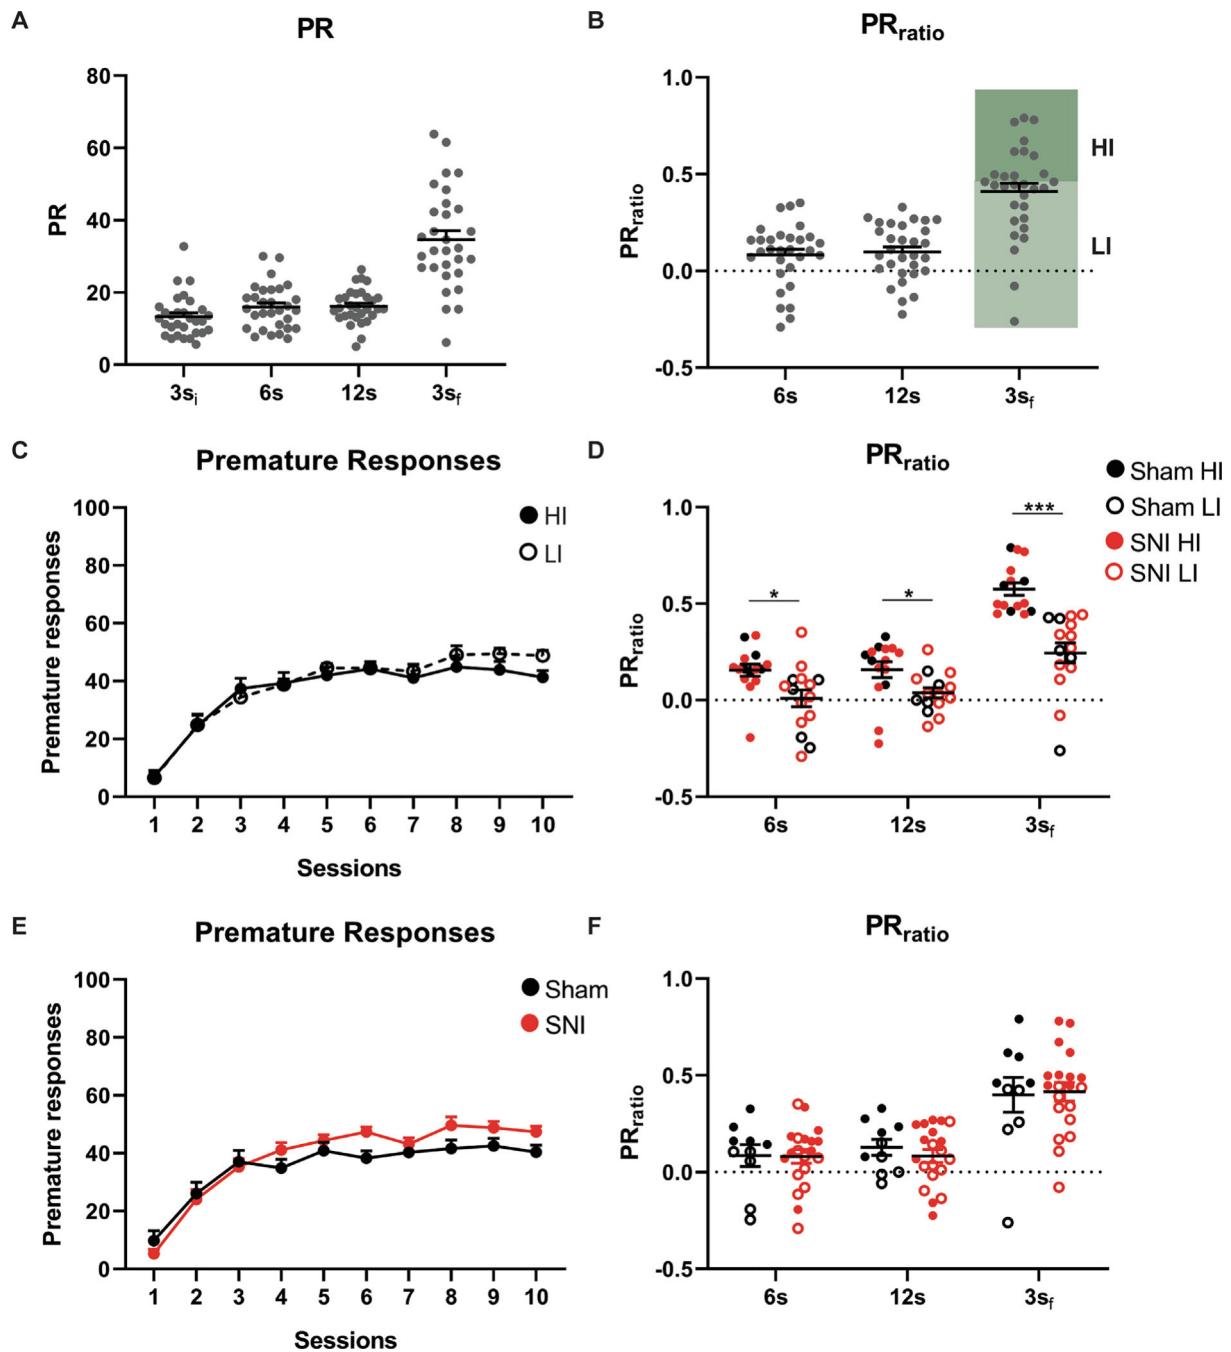 A
PR
80
60
40
20
0
PR
3s_i
6s
12s
3s_f
B
PR_ratio
1.0
0.5
0.0
-0.5
PR_ratio
HI
LI
6s
12s
3s_f
C
Premature Responses
100
80
60
40
20
0
Premature responses
HI
LI
1 2 3 4 5 6 7 8 9 10
Sessions
D
PR_ratio
Sham HI
Sham LI
SNI HI
SNI LI
1.0
0.5
0.0
-0.5
PR_ratio
*
*
***
6s
12s
3s_f
E
Premature Responses
100
80
60
40
20
0
Premature responses
Sham
SNI
1 2 3 4 5 6 7 8 9 10
Sessions
F
PR_ratio
1.0
0.5
0.0
-0.5
PR_ratio
6s
12s
3s_f